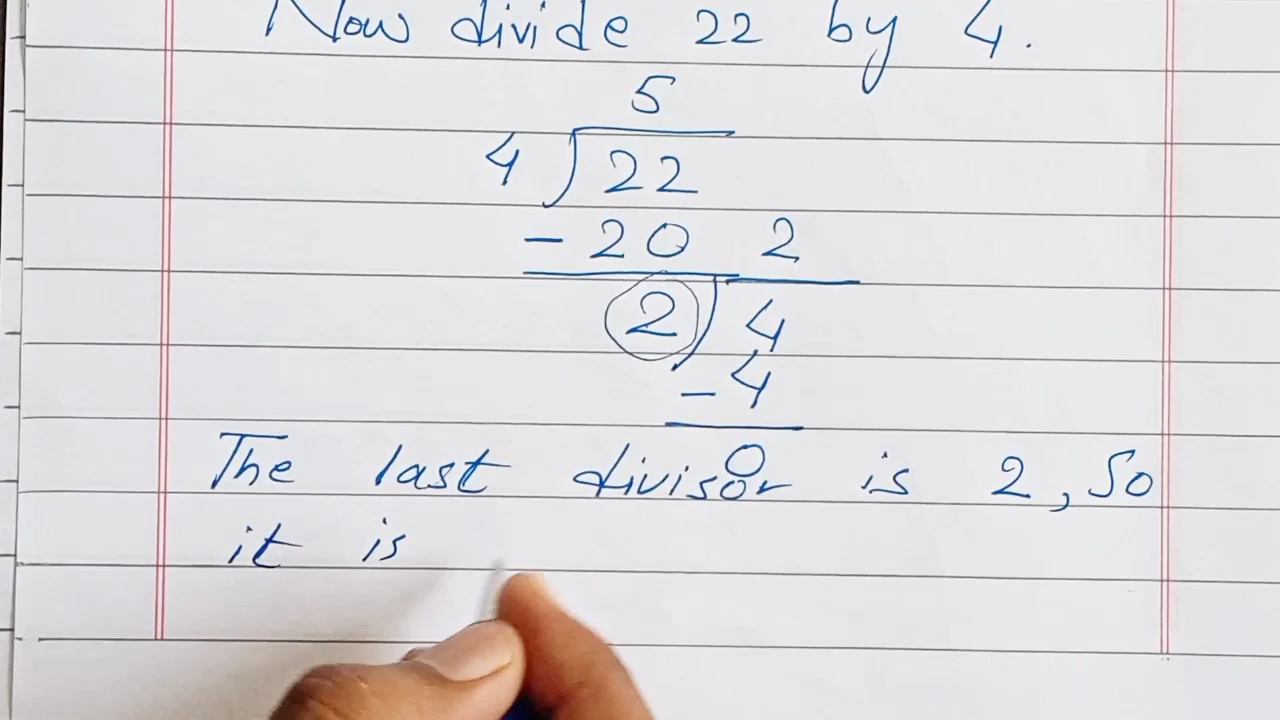 Now divide 22 by 4.
5
4 ) 22
- 20 2
2 ) 4
- 4
0
The last divisor is 2, So
it is